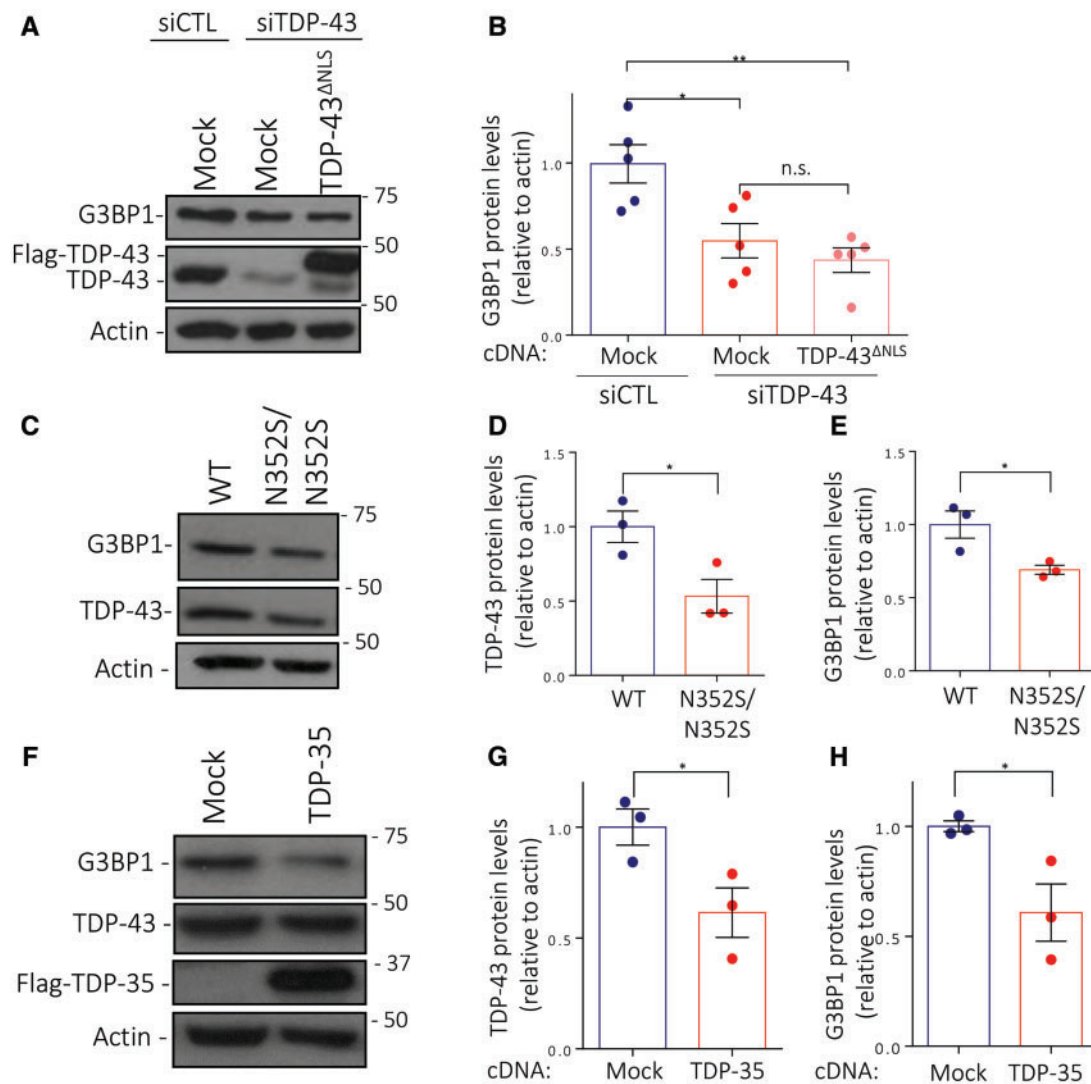 A
siCTL siTDP-43
Mock
Mock
TDP-43ΔNLS
G3BP1-
- 75
Flag-TDP-43
- 50
TDP-43
- 50
Actin -
B
**
*
n.s.
G3BP1 protein levels
(relative to actin)
1.0
0.5
0.0
cDNA: Mock Mock TDP-43ΔNLS
siCTL siTDP-43
C
WT
N352S/
N352S
- 75
G3BP1-
- 50
TDP-43-
- 50
Actin -
D
*
TDP-43 protein levels
(relative to actin)
1.5
1.0
0.5
0.0
WT N352S/
N352S
E
*
G3BP1 protein levels
(relative to actin)
1.5
1.0
0.5
0.0
WT N352S/
N352S
F
Mock
TDP-35
- 75
G3BP1-
- 50
TDP-43-
- 37
Flag-TDP-35-
- 50
Actin -
G
*
TDP-43 protein levels
(relative to actin)
1.0
0.5
0.0
cDNA: Mock TDP-35
H
*
G3BP1 protein levels
(relative to actin)
1.0
0.5
0.0
cDNA: Mock TDP-35